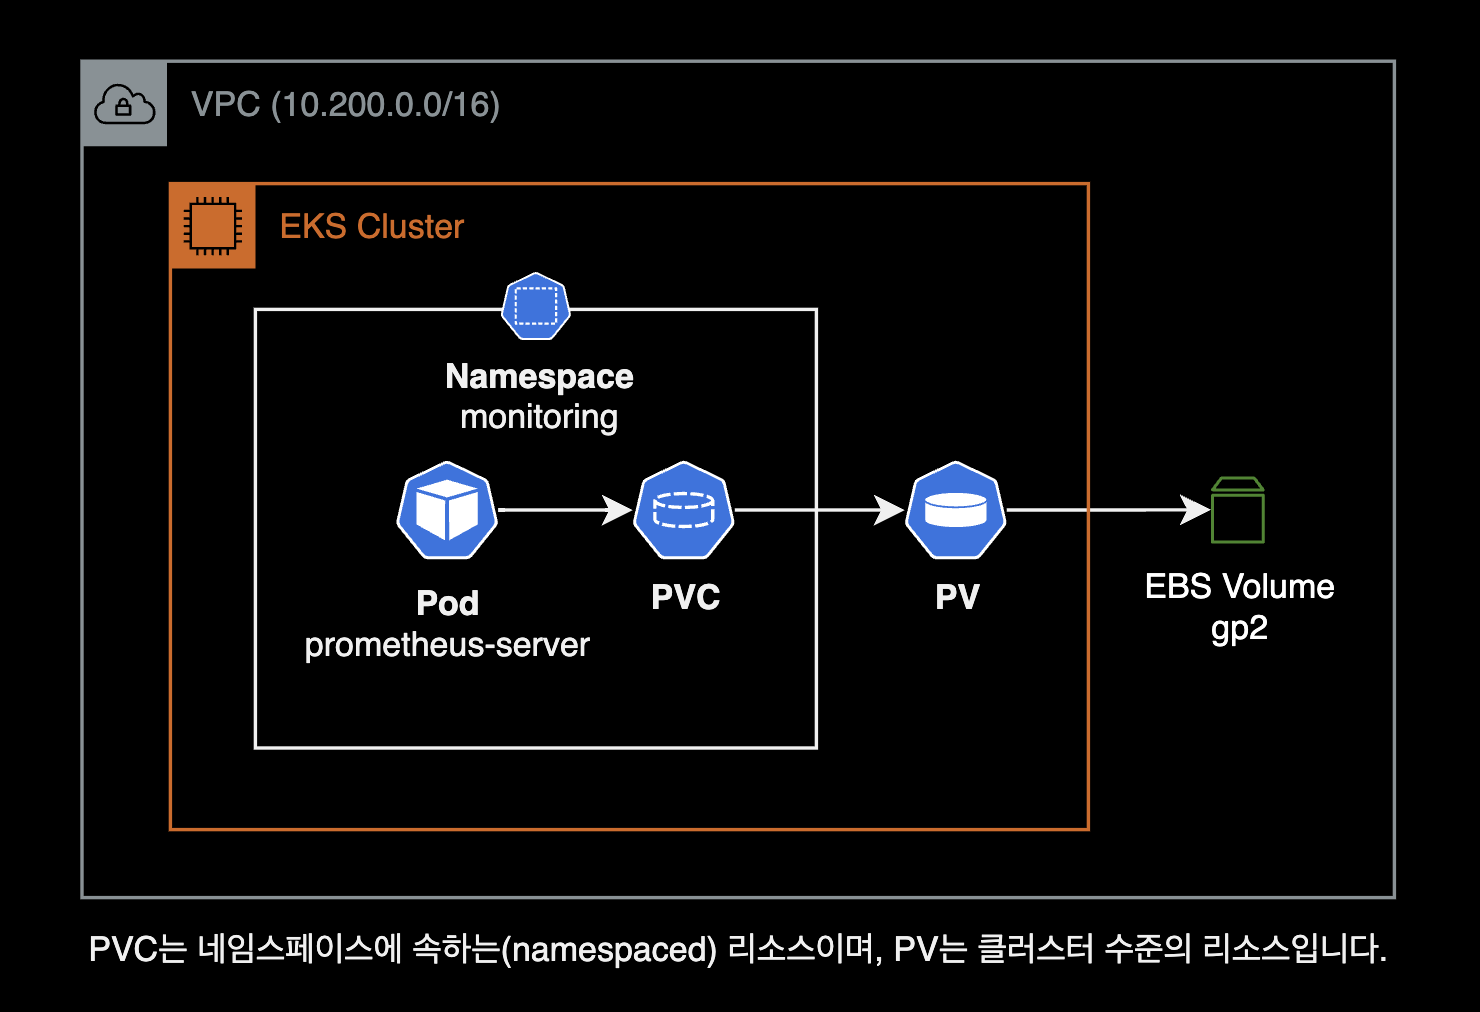 VPC (10.200.0.0/16)
EKS Cluster
Namespace
monitoring
Pod
prometheus-server
PVC
PV
EBS Volume
gp2
PVC는 네임스페이스에 속하는(namespaced) 리소스이며, PV는 클러스터 수준의 리소스입니다.